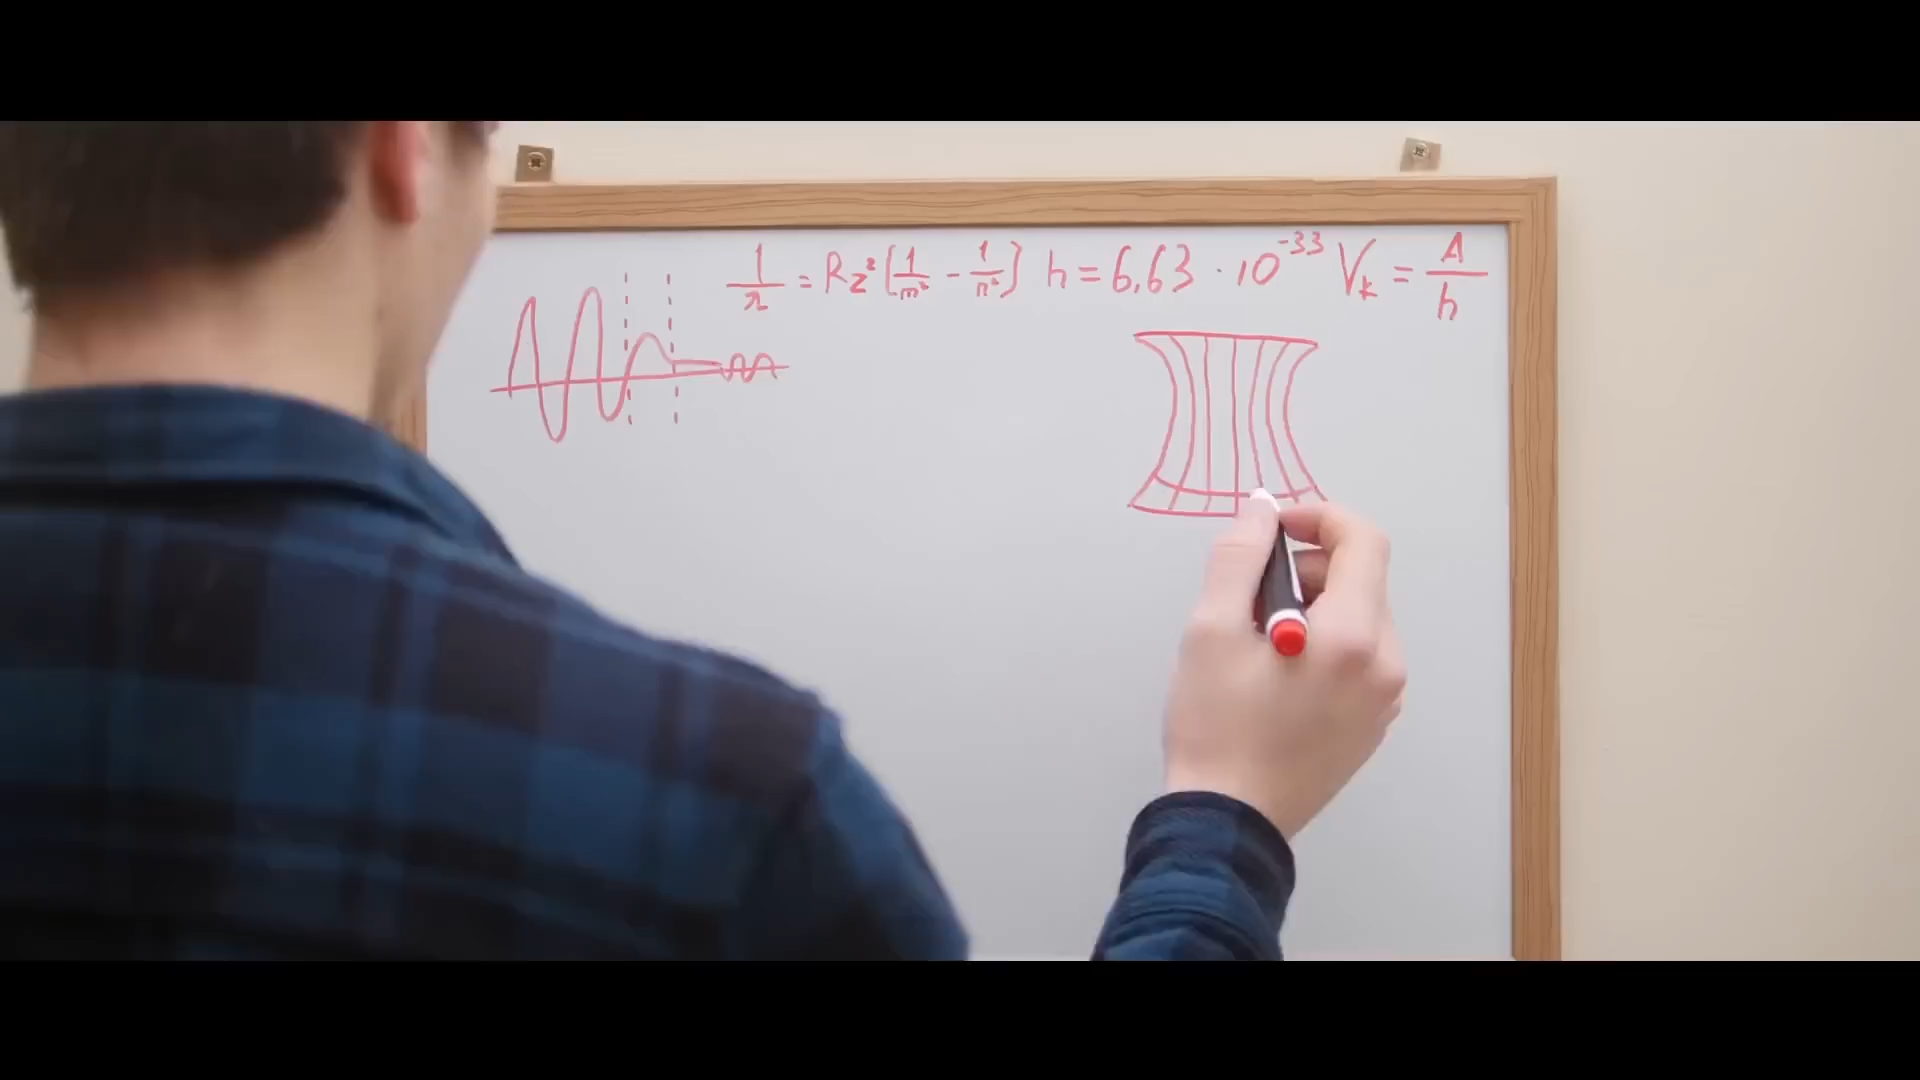 1/λ = Rz²[1/m² - 1/n²] h = 6,63 · 10⁻³³ Vₖ = A/h